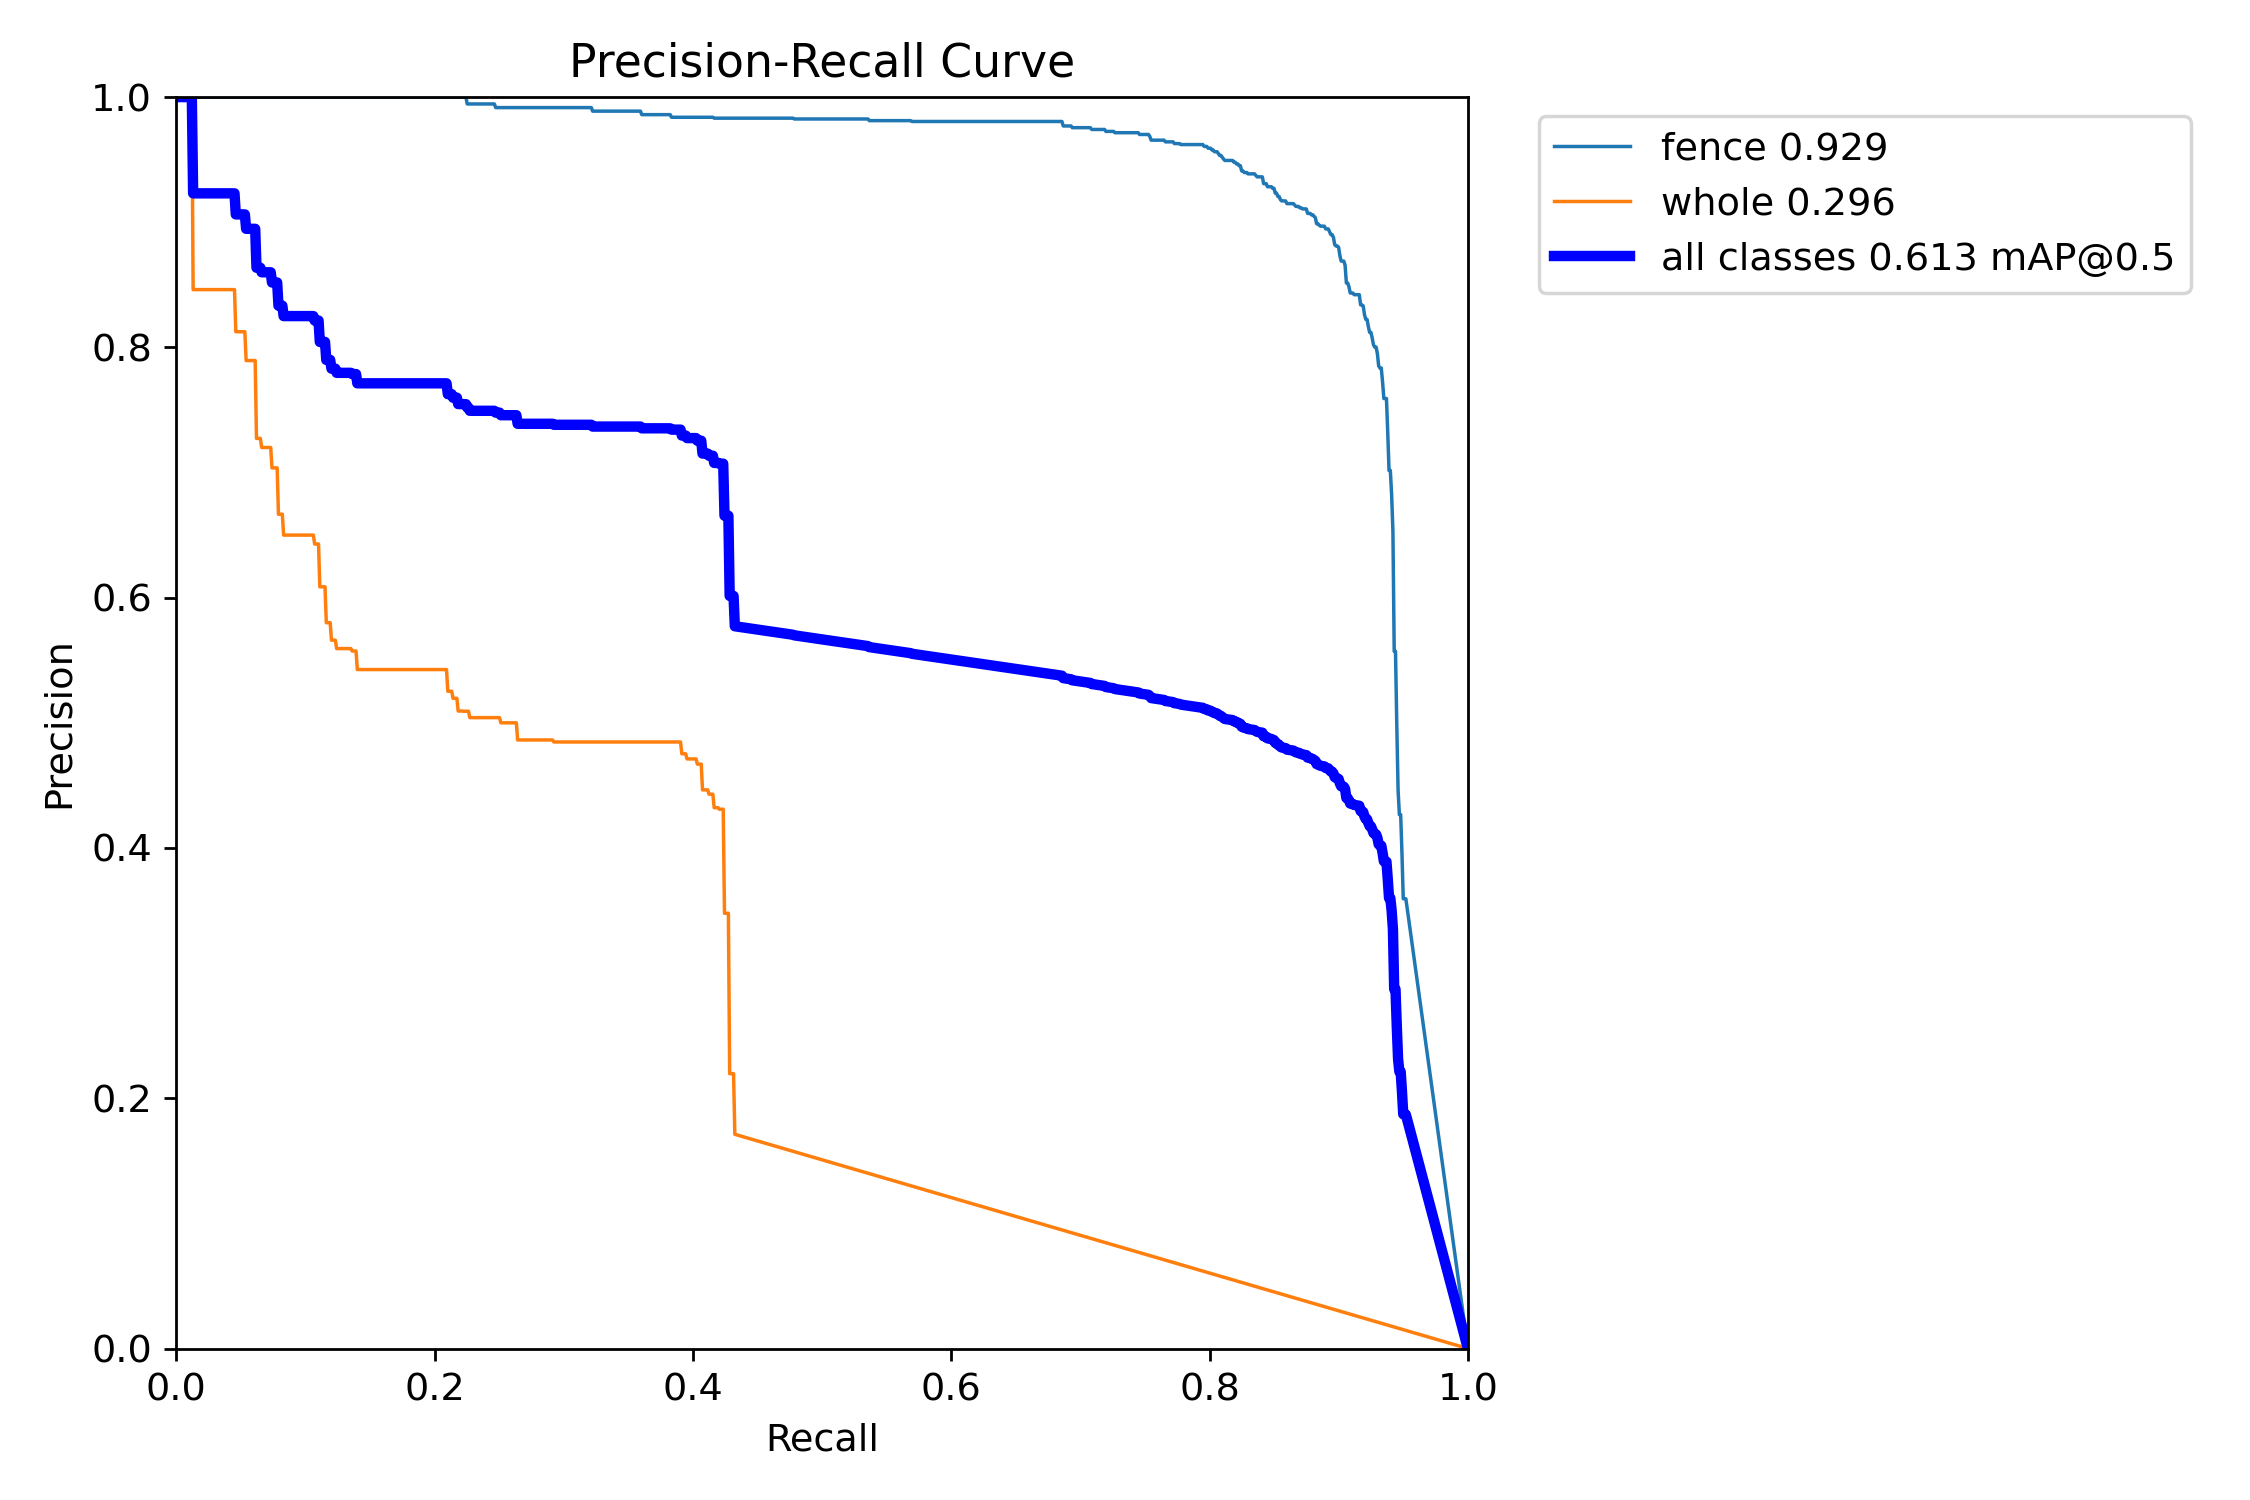 Precision-Recall Curve
1.0
0.8
0.6
0.4
0.2
0.0
Precision
0.0 0.2 0.4 0.6 0.8 1.0
Recall
fence 0.929
whole 0.296
all classes 0.613 mAP@0.5